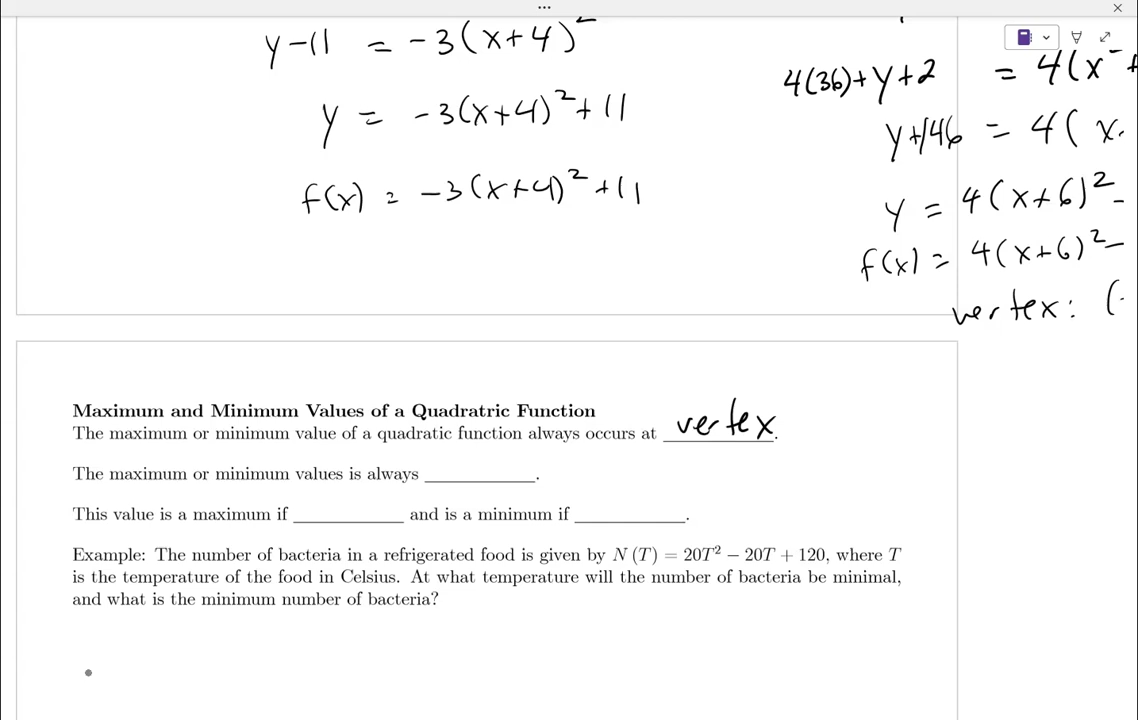 y-11 = -3(x+4)²
y = -3(x+4)²+11
f(x) = -3(x+4)²+11
4(36)+y+2 = 4(x
y+146 = 4(x
y = 4(x+6)²-
f(x) = 4(x+6)²-
vertex: (-
Maximum and Minimum Values of a Quadratric Function
The maximum or minimum value of a quadratic function always occurs at vertex.
The maximum or minimum values is always ____________.
This value is a maximum if ____________ and is a minimum if ____________.
Example: The number of bacteria in a refrigerated food is given by N (T) = 20T² − 20T + 120, where T
is the temperature of the food in Celsius. At what temperature will the number of bacteria be minimal,
and what is the minimum number of bacteria?